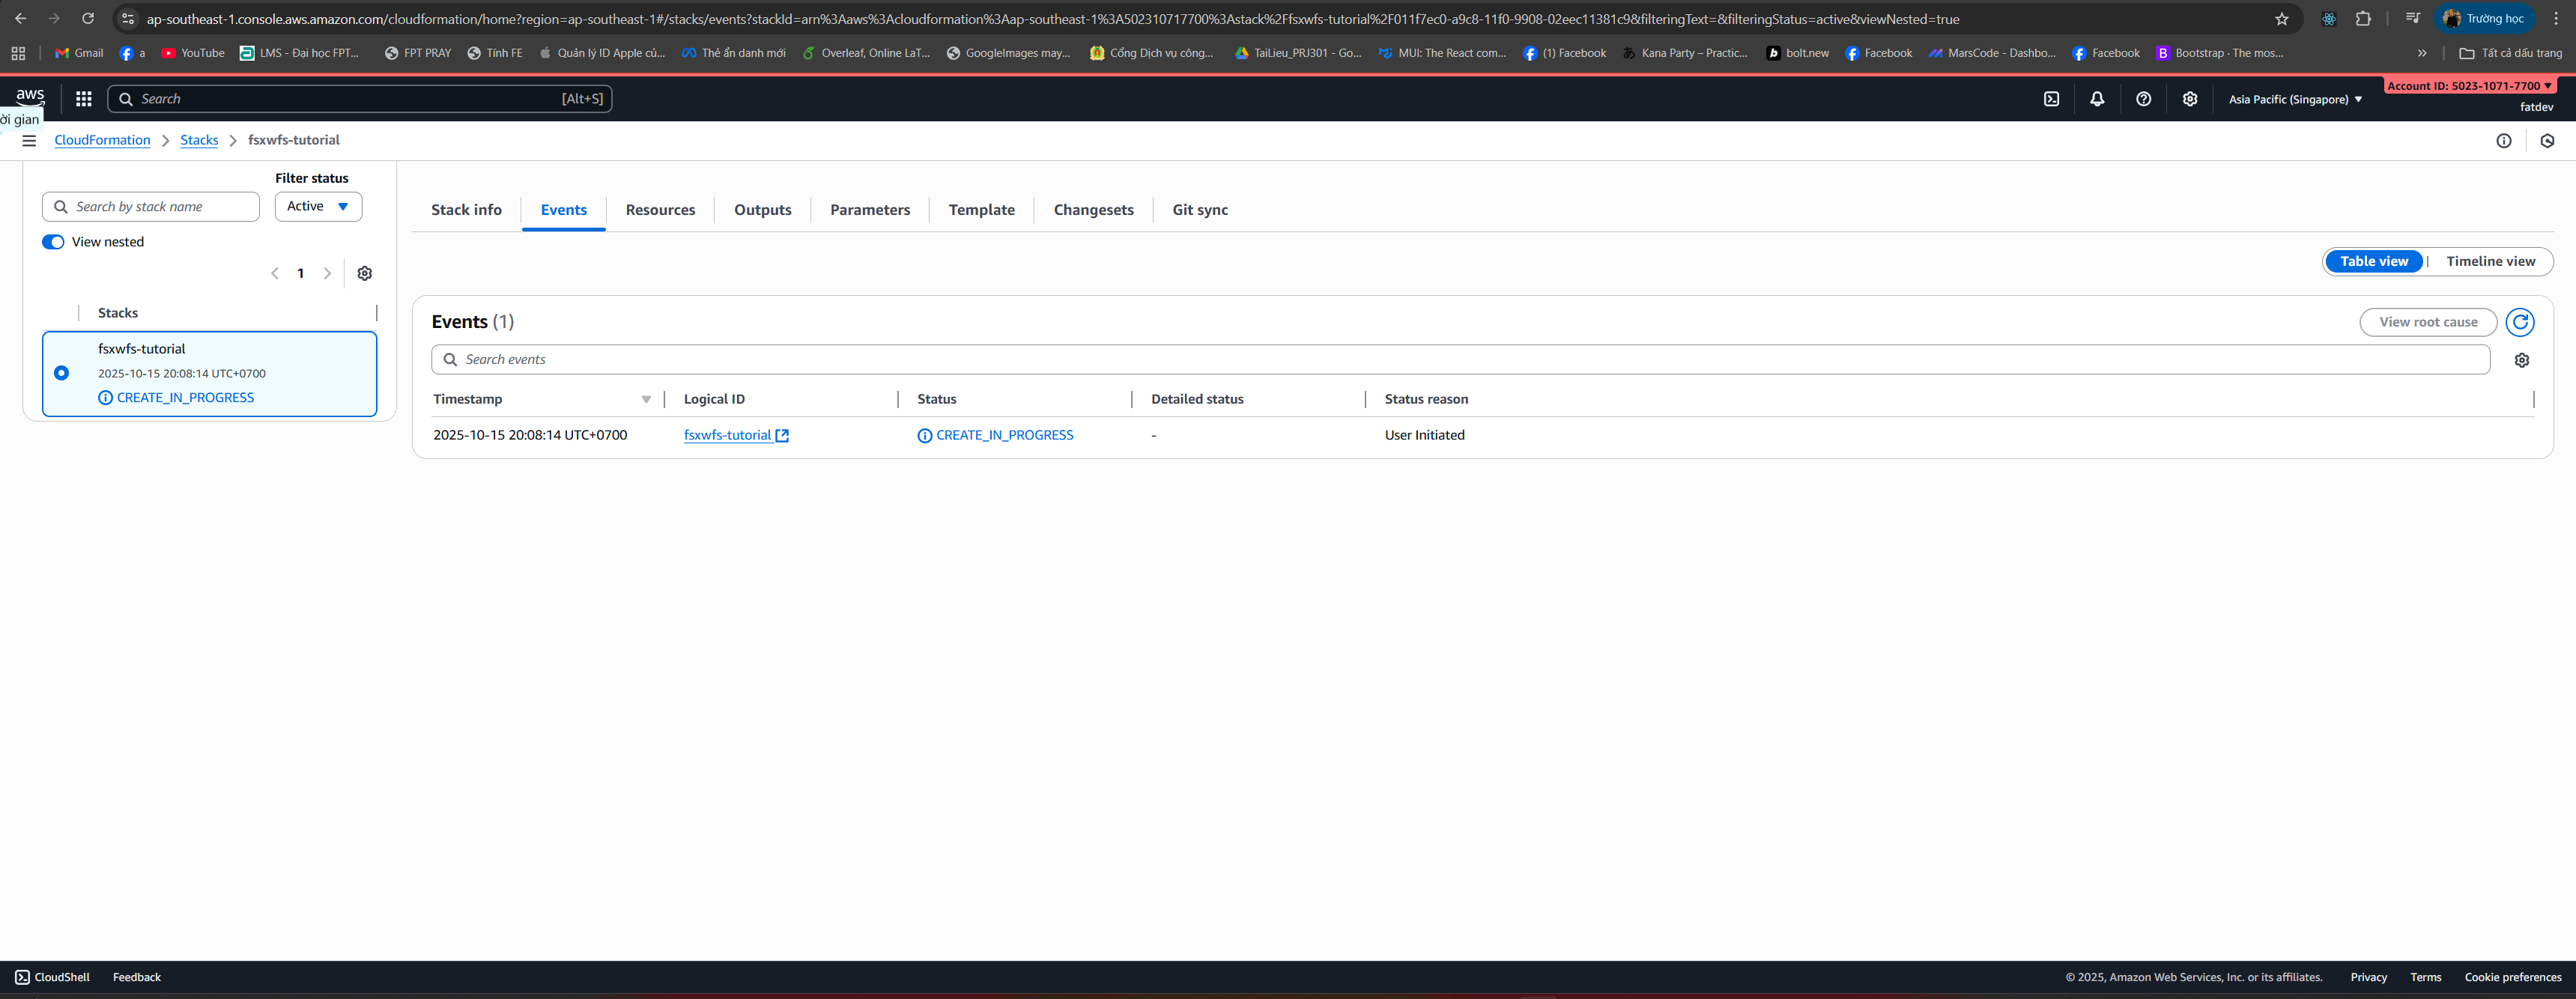 ap-southeast-1.console.aws.amazon.com/cloudformation/home?region=ap-southeast-1#/stacks/events?stackId=arn%3Aaws%3Acloudformation%3Aap-southeast-1%3A502310717700%3Astack%2Ffsxwfs-tutorial%2F011f7ec0-a9c8-11f0-9908-02eec11381c9&filteringText=&filteringStatus=active&viewNested=true
Trường học
Gmail a YouTube LMS - Đại học FPT... FPT PRAY Tính FE Quản lý ID Apple củ... Thẻ ẩn danh mới Overleaf, Online LaT... GoogleImages may... Cổng Dịch vụ công... TaiLieu_PRJ301 - Go... MUI: The React com... (1) Facebook Kana Party – Practic... bolt.new Facebook MarsCode - Dashbo... Facebook Bootstrap · The mos... » Tất cả dấu trang
aws Search [Alt+S] Asia Pacific (Singapore) Account ID: 5023-1071-7700
fatdev
ời gian
CloudFormation Stacks fsxwfs-tutorial
Filter status
Search by stack name Active
View nested
1
Stacks
fsxwfs-tutorial
2025-10-15 20:08:14 UTC+0700
CREATE_IN_PROGRESS
Stack info Events Resources Outputs Parameters Template Changesets Git sync
Table view Timeline view
Events (1) View root cause
Search events
Timestamp Logical ID Status Detailed status Status reason
2025-10-15 20:08:14 UTC+0700 fsxwfs-tutorial CREATE_IN_PROGRESS - User Initiated
CloudShell Feedback © 2025, Amazon Web Services, Inc. or its affiliates. Privacy Terms Cookie preferences